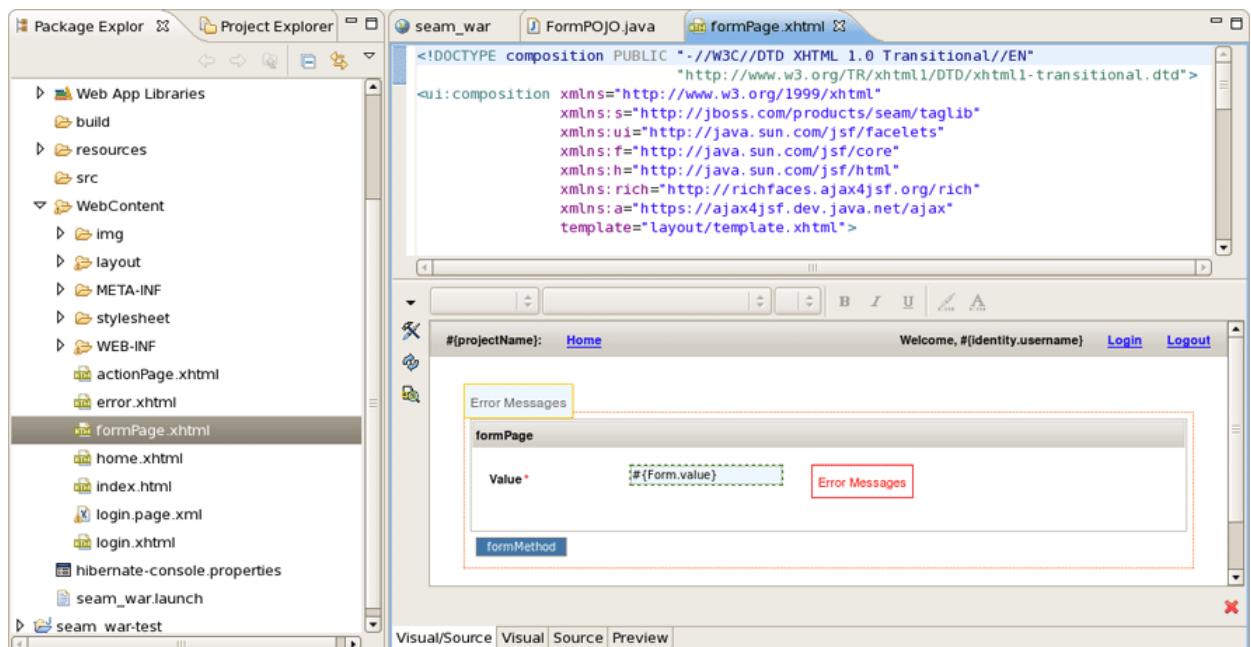 Package Explor
Project Explorer
Web App Libraries
build
resources
src
WebContent
img
layout
META-INF
stylesheet
WEB-INF
actionPage.xhtml
error.xhtml
formPage.xhtml
home.xhtml
index.html
login.page.xml
login.xhtml
hibernate-console.properties
seam_war.launch
seam_war-test
seam_war
FormPOJO.java
formPage.xhtml
<!DOCTYPE composition PUBLIC "-//W3C//DTD XHTML 1.0 Transitional//EN"
"http://www.w3.org/TR/xhtml1/DTD/xhtml1-transitional.dtd">
<ui:composition xmlns="http://www.w3.org/1999/xhtml"
xmlns:s="http://jboss.com/products/seam/taglib"
xmlns:ui="http://java.sun.com/jsf/facelets"
xmlns:f="http://java.sun.com/jsf/core"
xmlns:h="http://java.sun.com/jsf/html"
xmlns:rich="http://richfaces.ajax4jsf.org/rich"
xmlns:a="https://ajax4jsf.dev.java.net/ajax"
template="layout/template.xhtml">
B I U A
#{projectName}: Home Welcome, #{identity.username} Login Logout
Error Messages
formPage
Value * #{Form.value} Error Messages
formMethod
Visual/Source Visual Source Preview